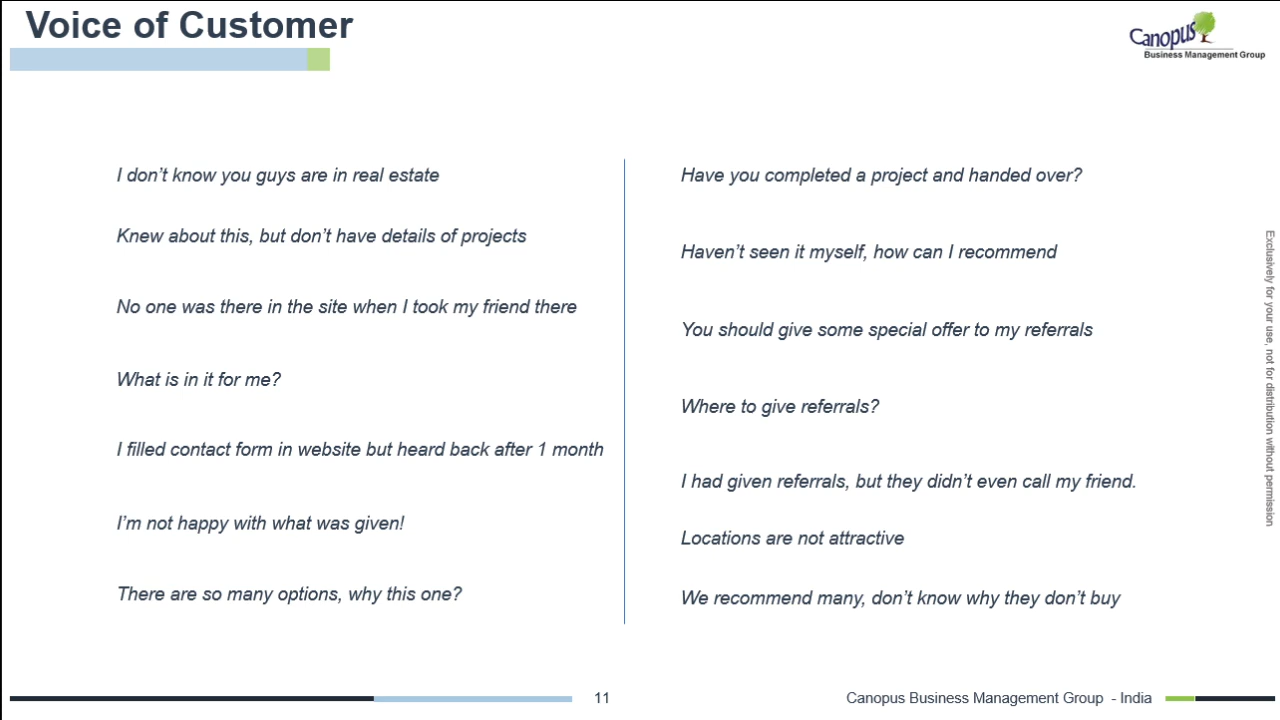 Voice of Customer
Canopus
Business Management Group
I don't know you guys are in real estate
Knew about this, but don't have details of projects
No one was there in the site when I took my friend there
What is in it for me?
I filled contact form in website but heard back after 1 month
I'm not happy with what was given!
There are so many options, why this one?
Have you completed a project and handed over?
Haven't seen it myself, how can I recommend
You should give some special offer to my referrals
Where to give referrals?
I had given referrals, but they didn't even call my friend.
Locations are not attractive
We recommend many, don't know why they don't buy
Exclusively for your use, not for distribution without permission
11
Canopus Business Management Group - India